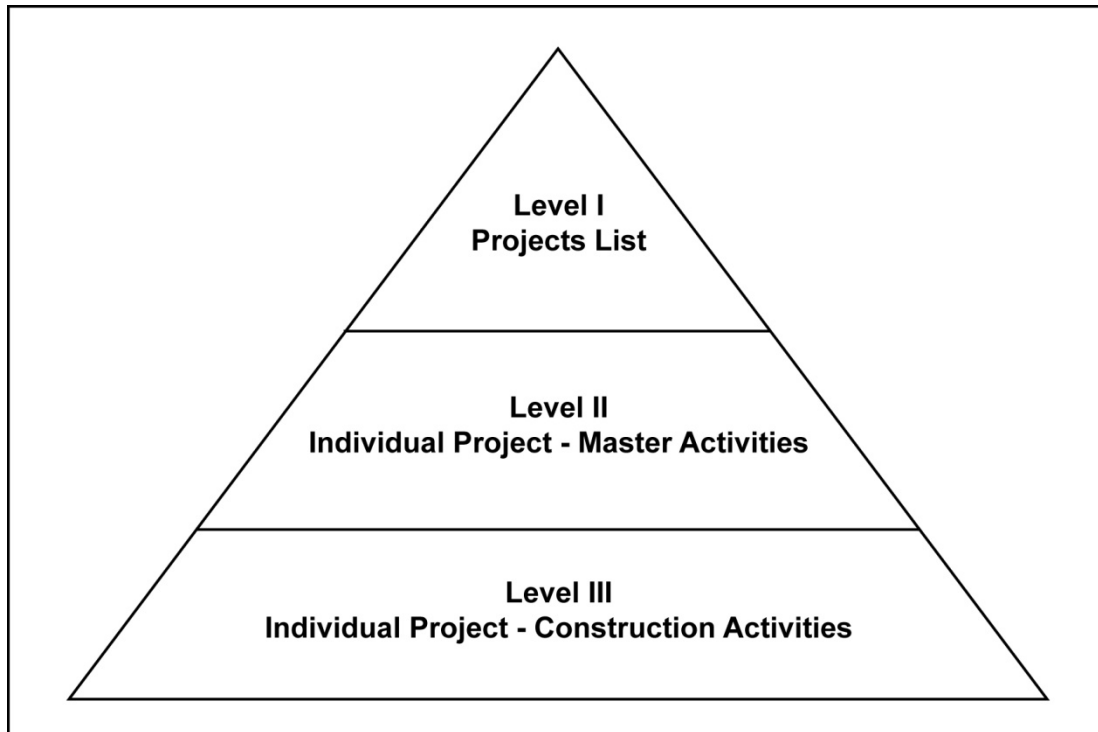 Level I
Projects List
Level II
Individual Project - Master Activities
Level III
Individual Project - Construction Activities